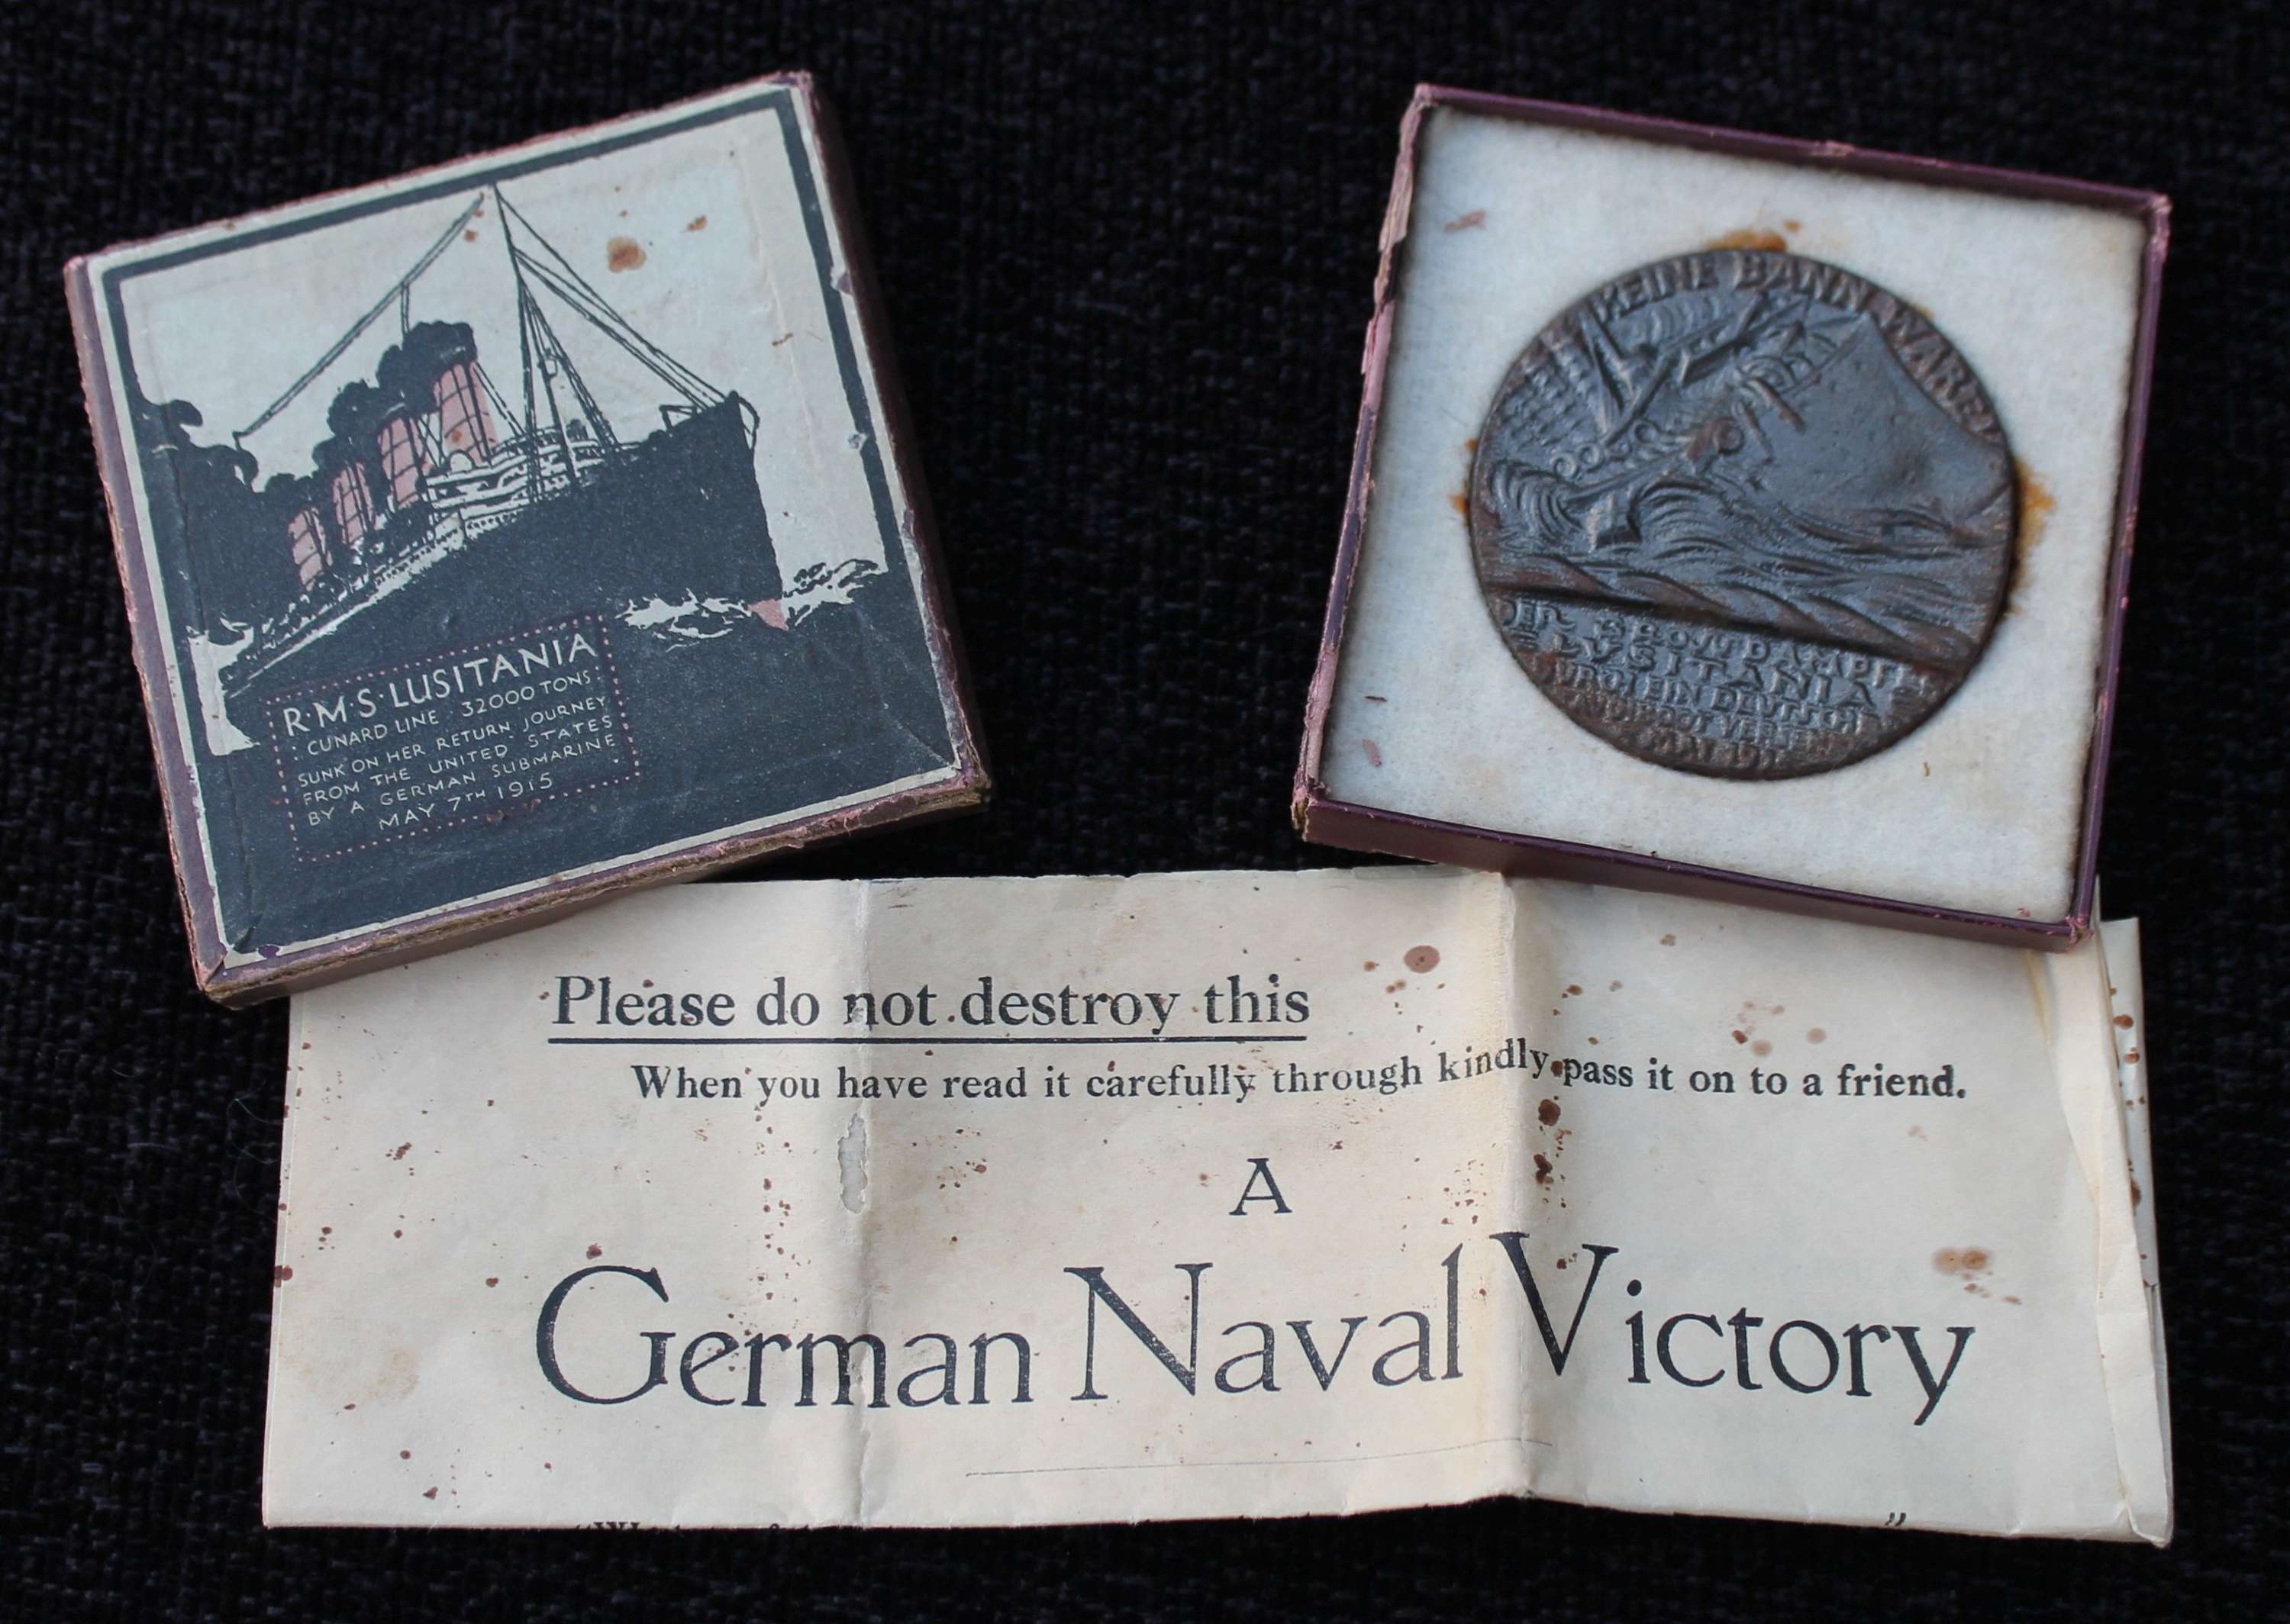 R·M·S·LUSITANIA
CUNARD LINE : 32000 TONS :
SUNK ON HER RETURN JOURNEY
FROM THE UNITED STATES
BY A GERMAN SUBMARINE
MAY 7TH 1915
KEINE BANNWARE
DER GROSSDAMPFER
LUSITANIA
Please do not destroy this
When you have read it carefully through kindly pass it on to a friend.
A
German Naval Victory